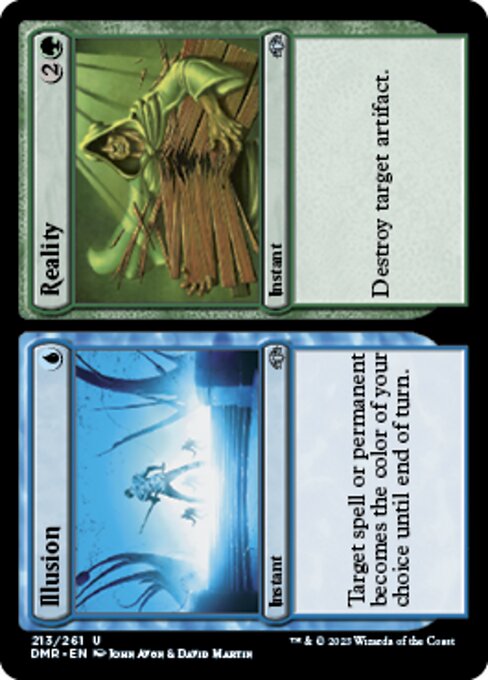 Illusion
Instant
Target spell or permanent
becomes the color of your
choice until end of turn.
Reality
2
Instant
Destroy target artifact.
213/261 U
DMR • EN John Avon & David Martin
™ & © 2023 Wizards of the Coast